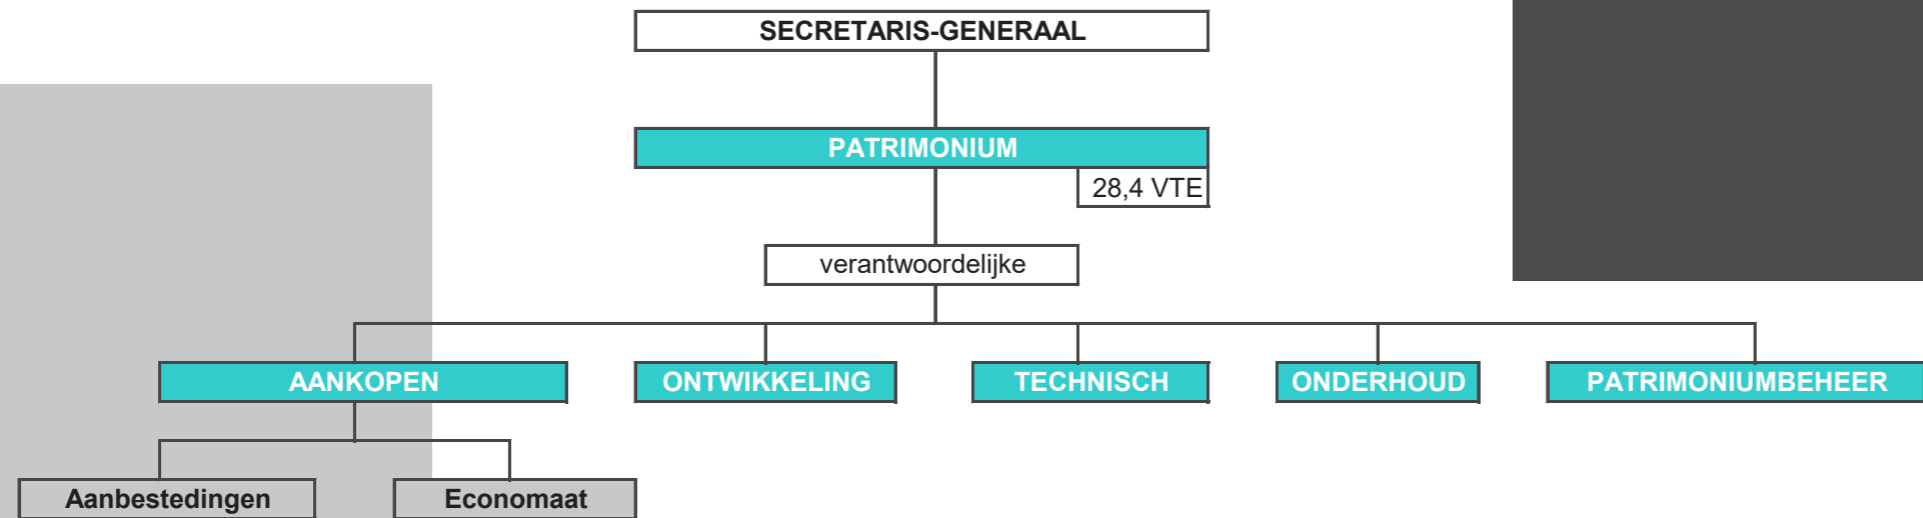 SECRETARIS-GENERAAL
PATRIMONIUM
28,4 VTE
verantwoordelijke
AANKOPEN
ONTWIKKELING
TECHNISCH
ONDERHOUD
PATRIMONIUMBEHEER
Aanbestedingen
Economaat